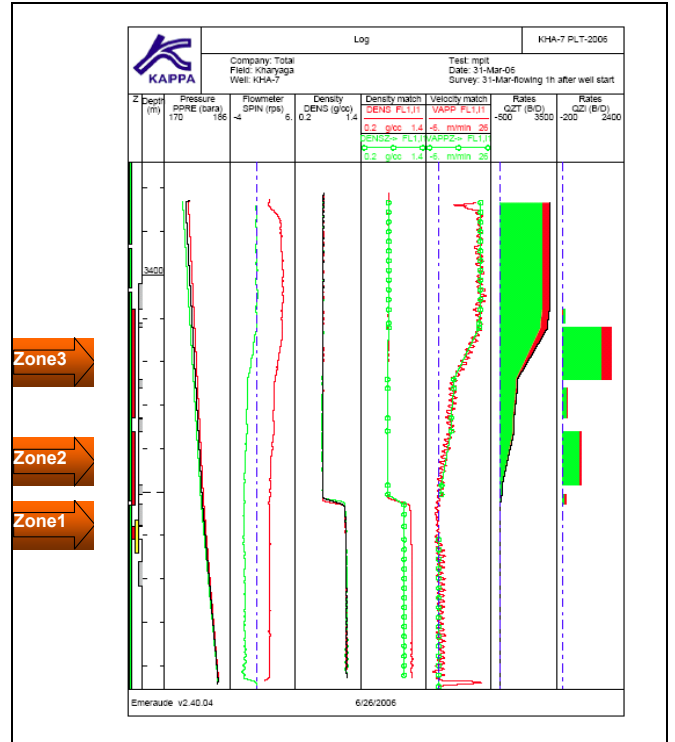 KAPPA
Log
KHA-7 PLT-2006
Company: Total
Field: Kharyaga
Well: KHA-7
Test: mplt
Date: 31-Mar-06
Survey: 31-Mar-flowing 1h after well start
Z
Depth
(m)
Pressure
PPRE (bara)
170 186
Flowmeter
SPIN (rps)
-4 6.
Density
DENS (g/cc)
0.2 1.4
Density match
DENS FL1,I1
0.2 g/cc 1.4
DENSZ-> FL1,I1
0.2 g/cc 1.4
Velocity match
VAPP FL1,I1
-6. m/min 26
VAPPZ-> FL1,I1
-6. m/min 26
Rates
QZT (B/D)
-500 3500
Rates
QZI (B/D)
-200 2400
3400
Zone3
Zone2
Zone1
Emeraude v2.40.04
6/26/2006